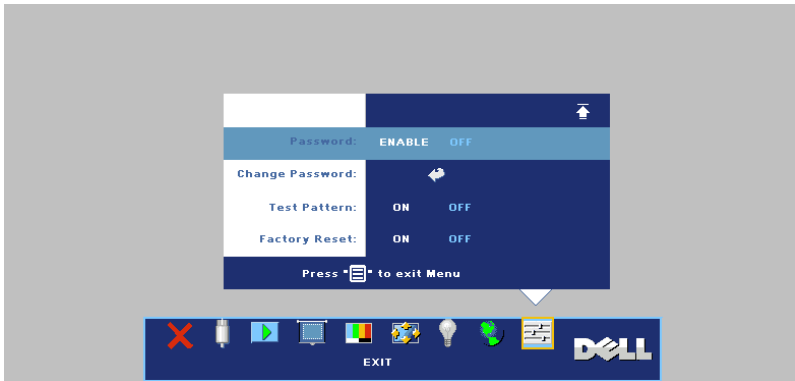 Password: ENABLE OFF
Change Password:
Test Pattern: ON OFF
Factory Reset: ON OFF
Press "" to exit Menu
EXIT
DELL